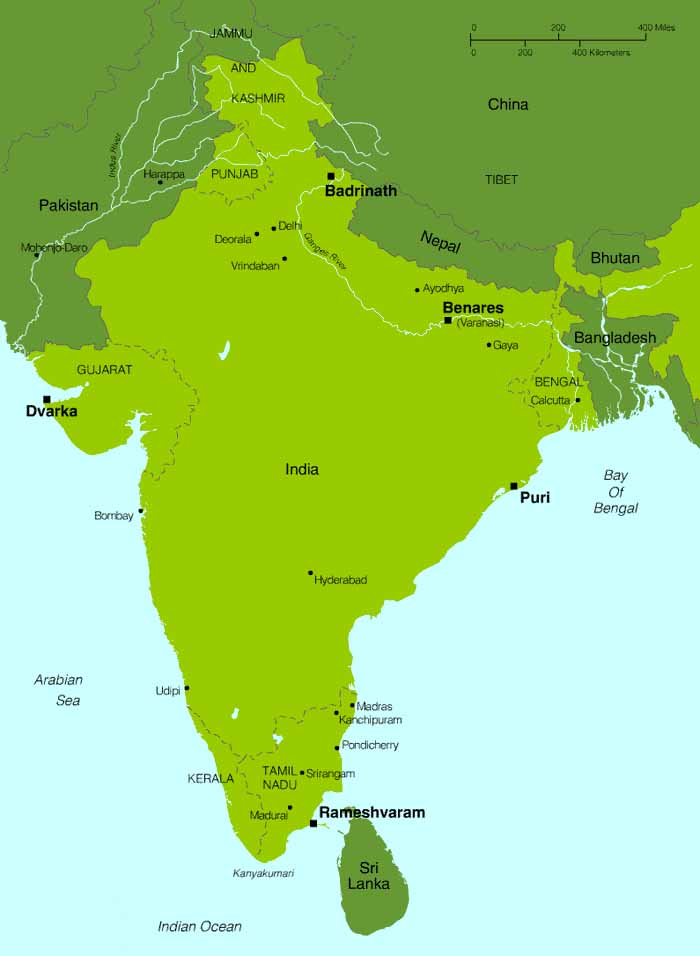 0 200 400 Miles
0 200 400 Kilometers
JAMMU
AND
KASHMIR
China
Indus River
Harappa
PUNJAB
Badrinath
TIBET
Pakistan
Delhi
Deorala
Nepal
Mohenjo-Daro
Ganges River
Vrindaban
Bhutan
Ayodhya
Benares
(Varanasi)
Bangladesh
Gaya
GUJARAT
BENGAL
Calcutta
Dvarka
India
Bay
Of
Bengal
Puri
Bombay
Hyderabad
Arabian
Sea
Udipi
Madras
Kanchipuram
Pondicherry
KERALA
TAMIL
NADU
Srirangam
Madurai
Rameshvaram
Kanyakumari
Sri
Lanka
Indian Ocean